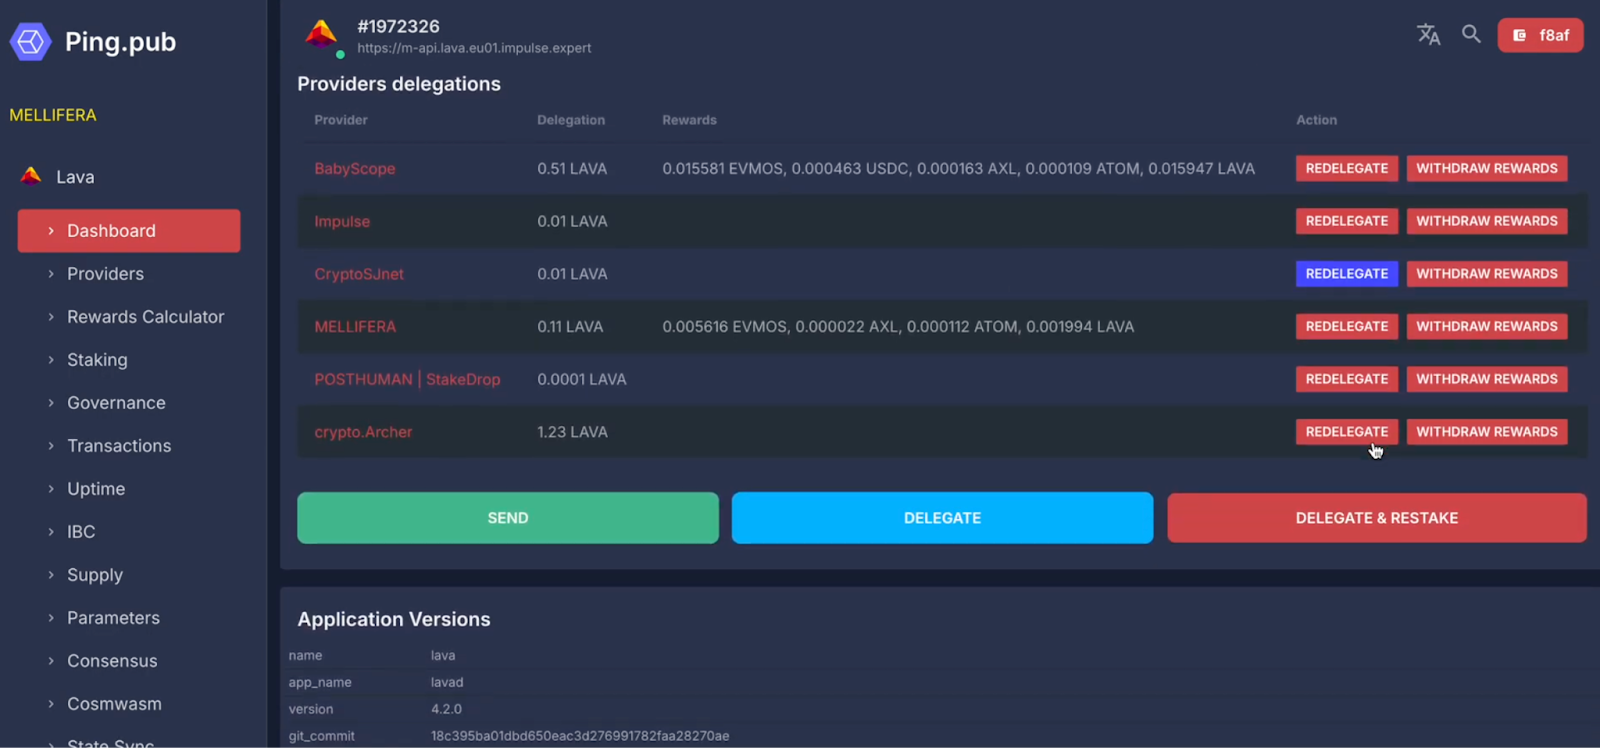 Ping.pub
MELLIFERA
Lava
Dashboard
Providers
Rewards Calculator
Staking
Governance
Transactions
Uptime
IBC
Supply
Parameters
Consensus
Cosmwasm
State Sync
#1972326
https://m-api.lava.eu01.impulse.expert
f8af
Providers delegations
Provider Delegation Rewards Action
BabyScope 0.51 LAVA 0.015581 EVMOS, 0.000463 USDC, 0.000163 AXL, 0.000109 ATOM, 0.015947 LAVA REDELEGATE WITHDRAW REWARDS
Impulse 0.01 LAVA REDELEGATE WITHDRAW REWARDS
CryptoSJnet 0.01 LAVA REDELEGATE WITHDRAW REWARDS
MELLIFERA 0.11 LAVA 0.005616 EVMOS, 0.000022 AXL, 0.000112 ATOM, 0.001994 LAVA REDELEGATE WITHDRAW REWARDS
POSTHUMAN | StakeDrop 0.0001 LAVA REDELEGATE WITHDRAW REWARDS
crypto.Archer 1.23 LAVA REDELEGATE WITHDRAW REWARDS
SEND DELEGATE DELEGATE & RESTAKE
Application Versions
name lava
app_name lavad
version 4.2.0
git_commit 18c395ba01dbd650eac3d276991782faa28270ae